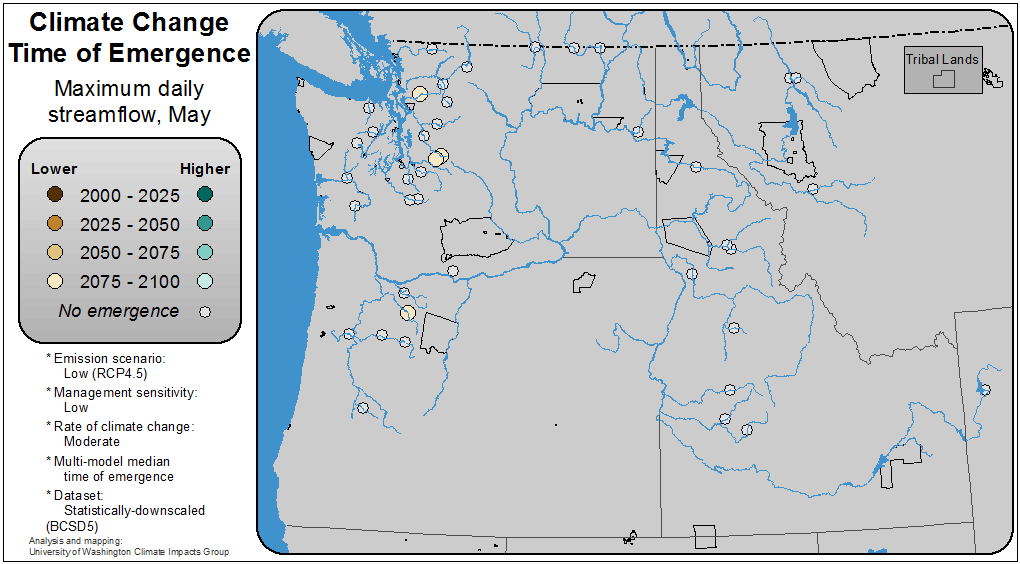 Climate Change
Time of Emergence
Maximum daily
streamflow, May
Lower Higher
2000 - 2025
2025 - 2050
2050 - 2075
2075 - 2100
No emergence
* Emission scenario:
Low (RCP4.5)
* Management sensitivity:
Low
* Rate of climate change:
Moderate
* Multi-model median
time of emergence
* Dataset:
Statistically-downscaled
(BCSD5)
Analysis and mapping:
University of Washington Climate Impacts Group
Tribal Lands